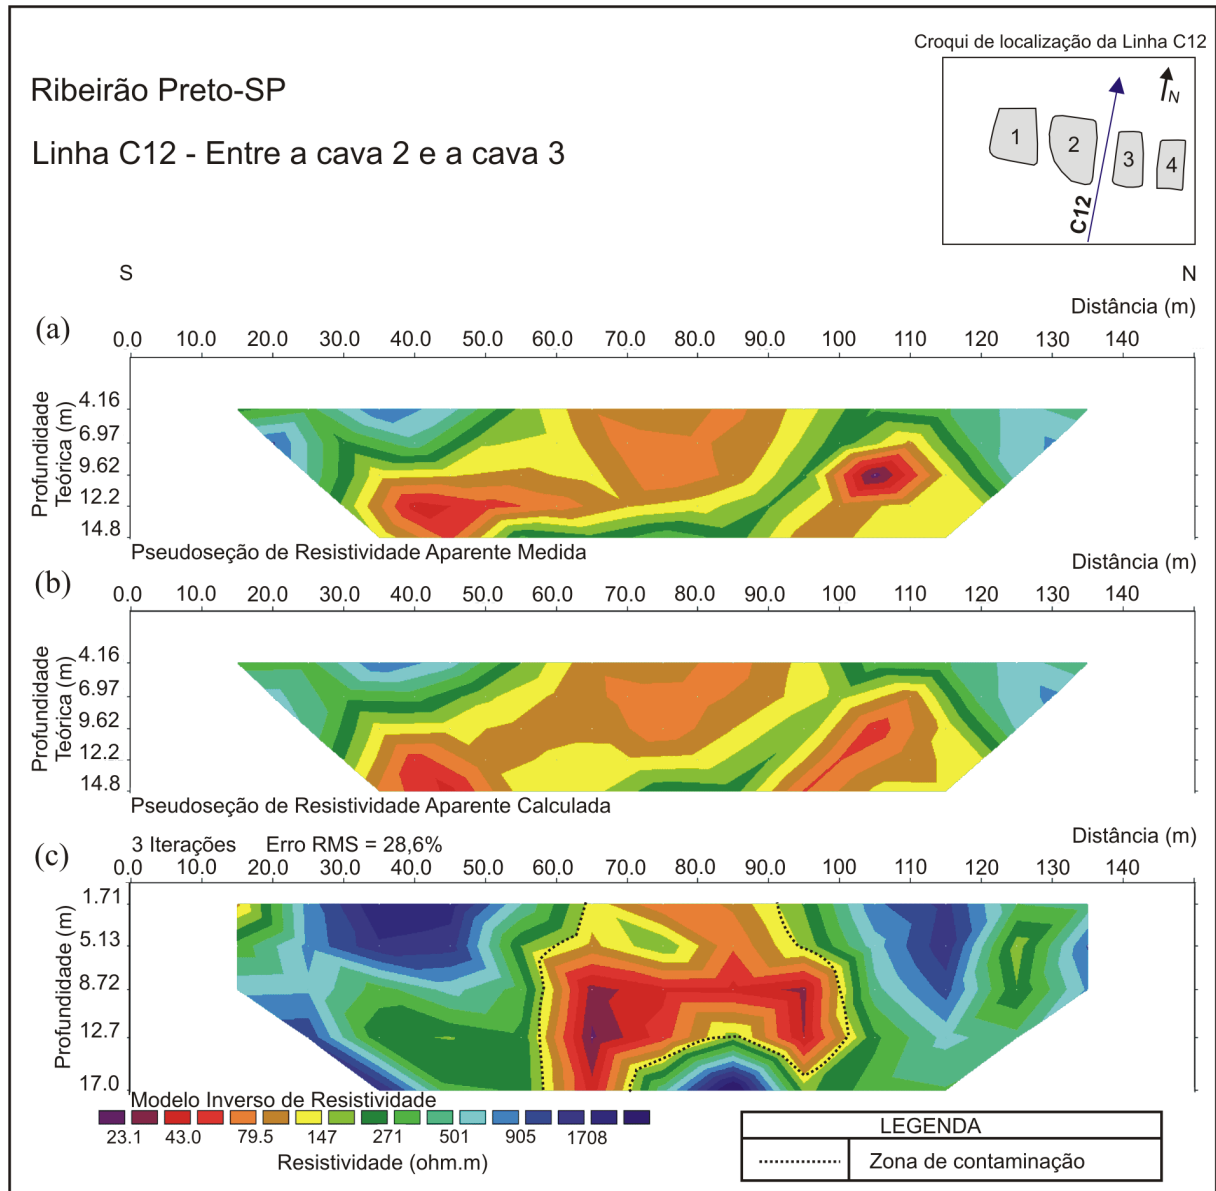 Croqui de localização da Linha C12
Ribeirão Preto-SP
Linha C12 - Entre a cava 2 e a cava 3
N
1
2
3
4
C12
S
N
(a)
Distância (m)
0.0 10.0 20.0 30.0 40.0 50.0 60.0 70.0 80.0 90.0 100 110 120 130 140
Profundidade
Teórica (m)
4.16
6.97
9.62
12.2
14.8
Pseudoseção de Resistividade Aparente Medida
(b)
Distância (m)
0.0 10.0 20.0 30.0 40.0 50.0 60.0 70.0 80.0 90.0 100 110 120 130 140
Profundidade
Teórica (m)
4.16
6.97
9.62
12.2
14.8
Pseudoseção de Resistividade Aparente Calculada
(c)
3 Iterações Erro RMS = 28,6%
Distância (m)
0.0 10.0 20.0 30.0 40.0 50.0 60.0 70.0 80.0 90.0 100 110 120 130 140
Profundidade (m)
1.71
5.13
8.72
12.7
17.0
Modelo Inverso de Resistividade
23.1 43.0 79.5 147 271 501 905 1708
Resistividade (ohm.m)
LEGENDA
Zona de contaminação